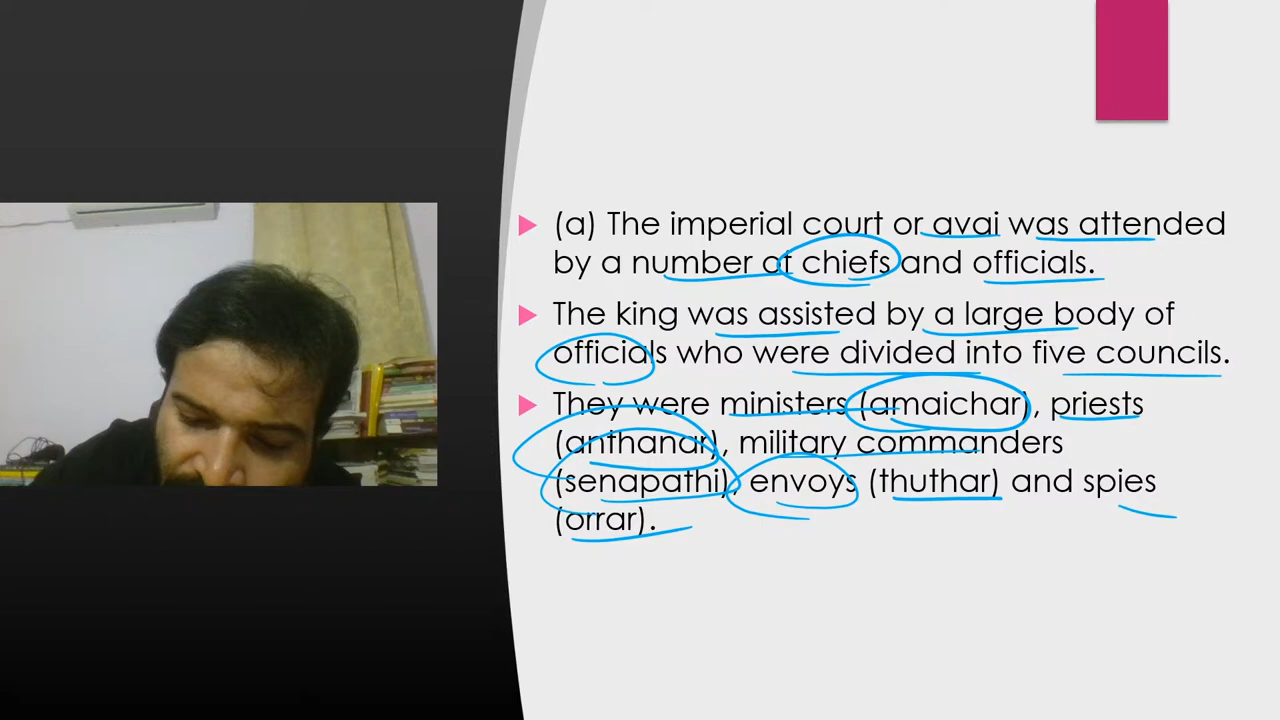 (a) The imperial court or avai was attended
by a number of chiefs and officials.
The king was assisted by a large body of
officials who were divided into five councils.
They were ministers (amaichar), priests
(anthanar), military commanders
(senapathi), envoys (thuthar) and spies
(orrar).